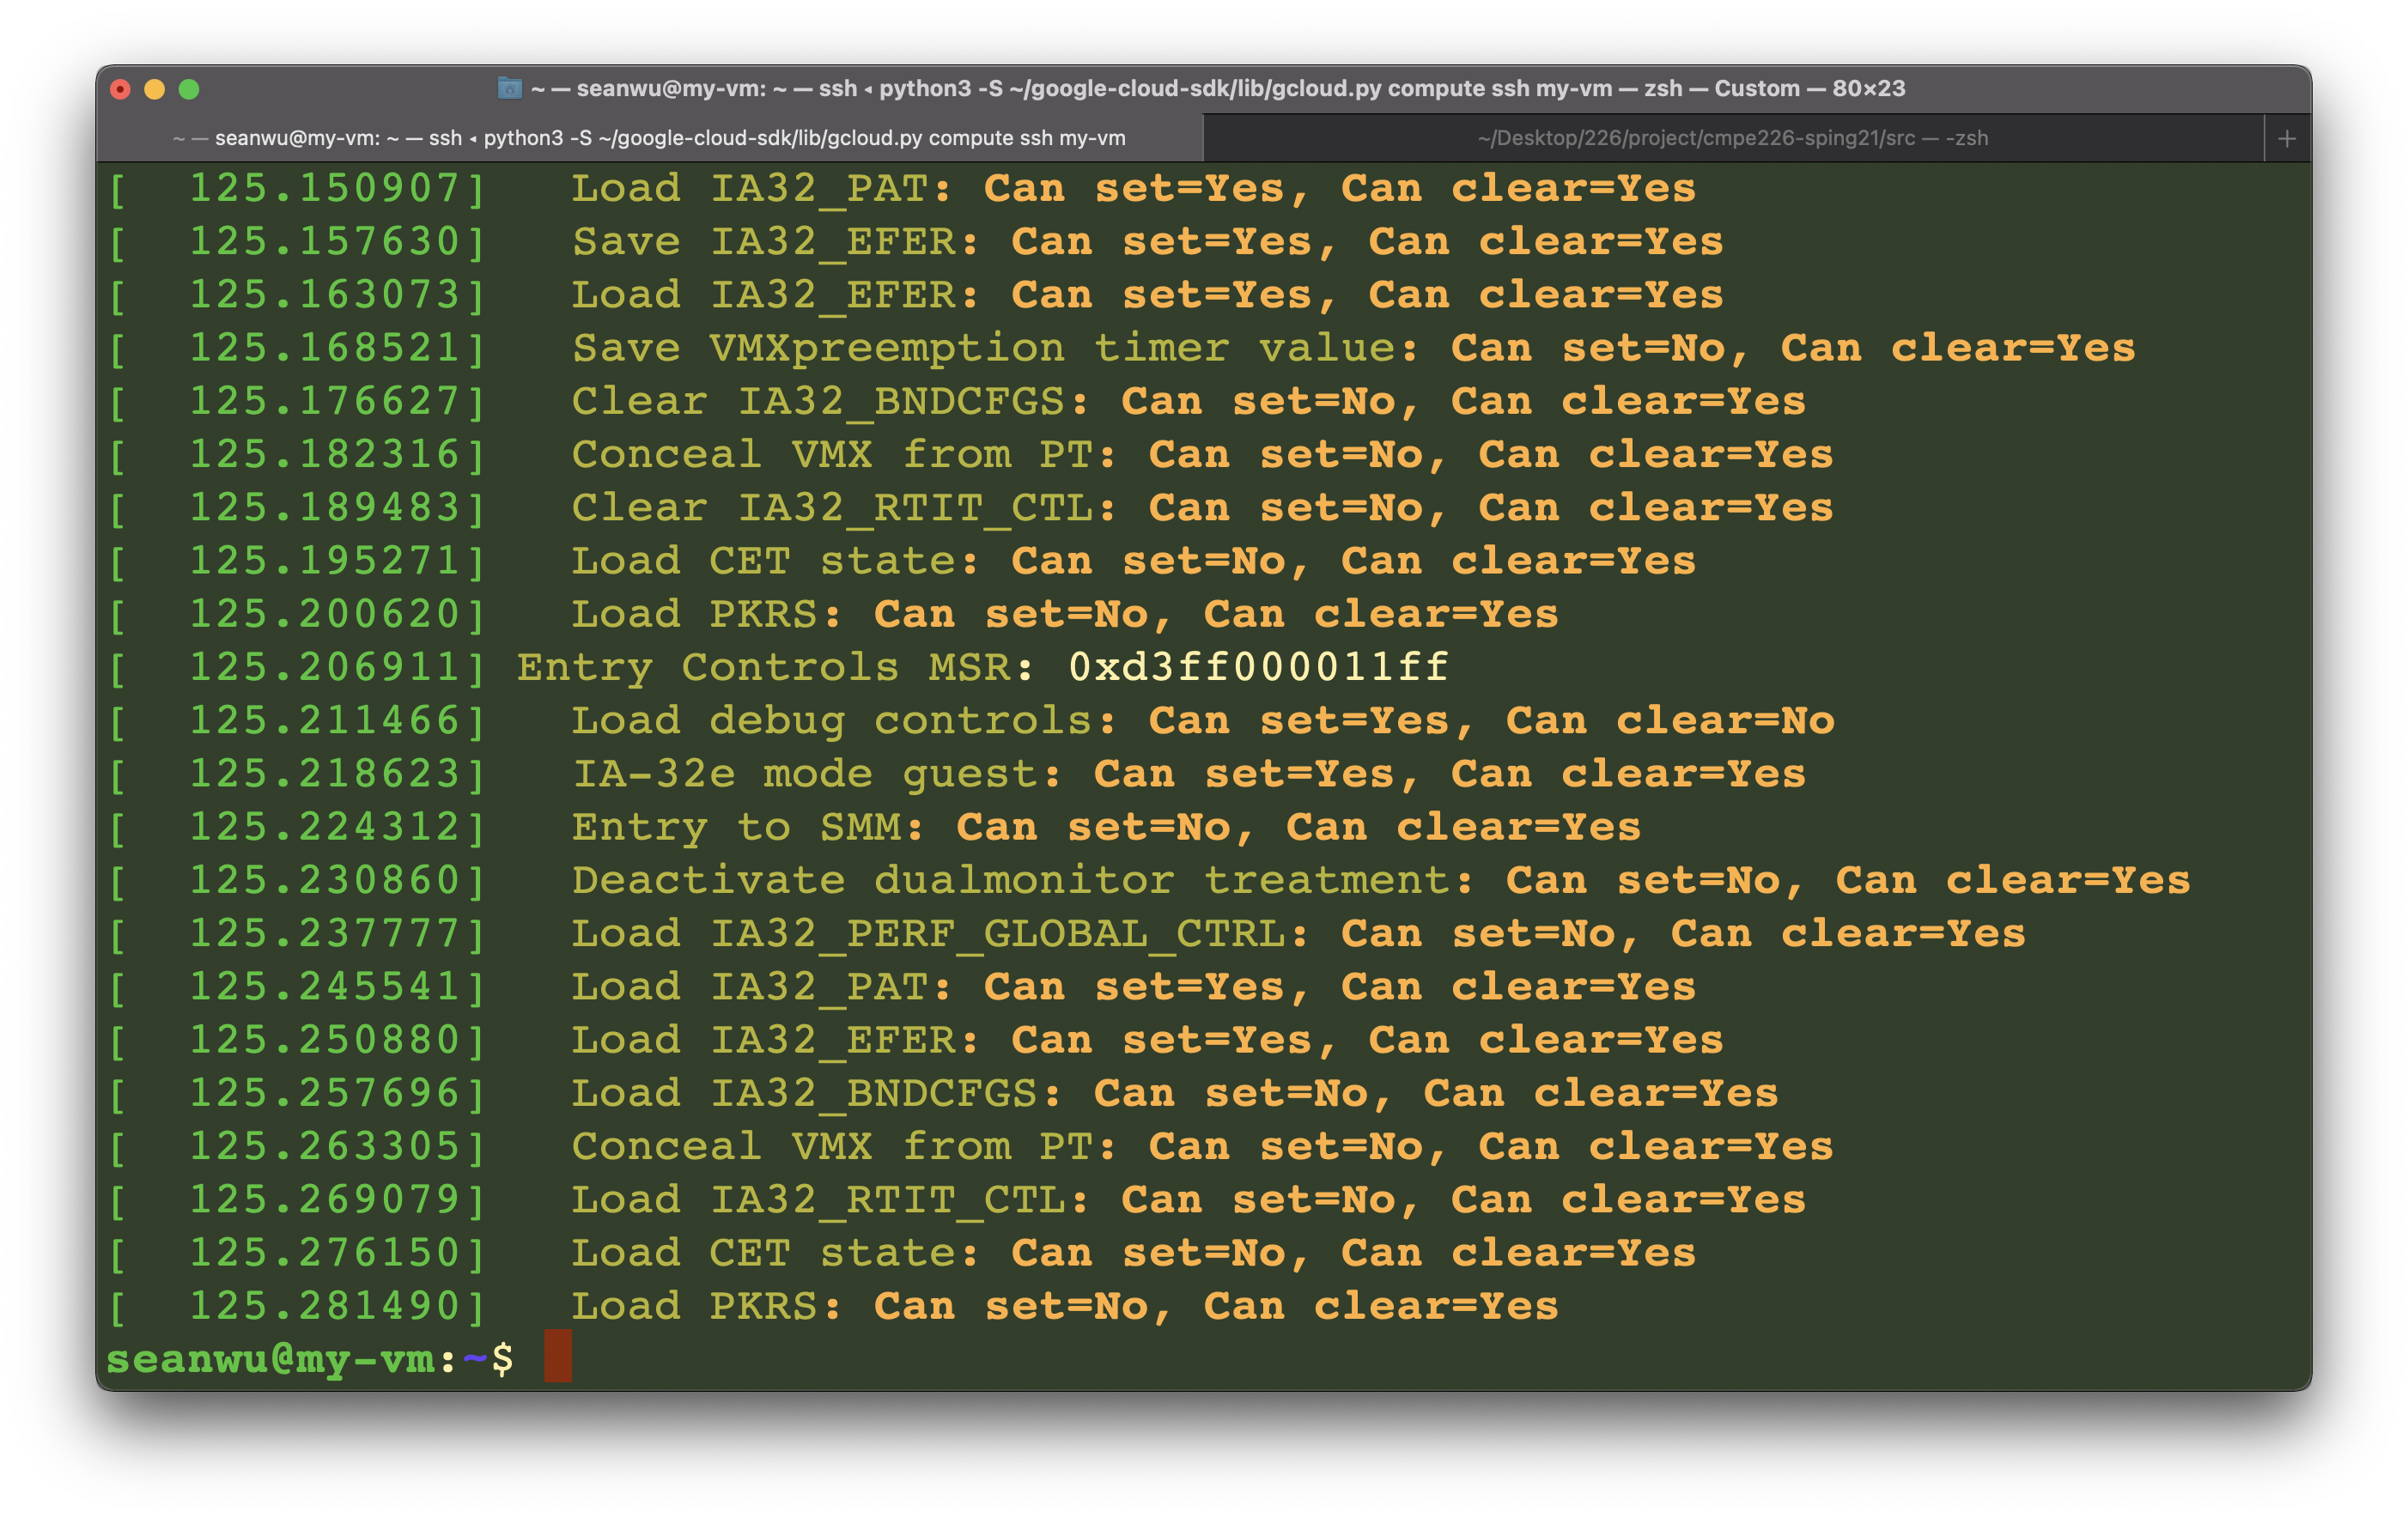 ~ — seanwu@my-vm: ~ — ssh ◂ python3 -S ~/google-cloud-sdk/lib/gcloud.py compute ssh my-vm — zsh — Custom — 80×23
~ — seanwu@my-vm: ~ — ssh ◂ python3 -S ~/google-cloud-sdk/lib/gcloud.py compute ssh my-vm ~/Desktop/226/project/cmpe226-sping21/src — -zsh +
[  125.150907]   Load IA32_PAT: Can set=Yes, Can clear=Yes
[  125.157630]   Save IA32_EFER: Can set=Yes, Can clear=Yes
[  125.163073]   Load IA32_EFER: Can set=Yes, Can clear=Yes
[  125.168521]   Save VMXpreemption timer value: Can set=No, Can clear=Yes
[  125.176627]   Clear IA32_BNDCFGS: Can set=No, Can clear=Yes
[  125.182316]   Conceal VMX from PT: Can set=No, Can clear=Yes
[  125.189483]   Clear IA32_RTIT_CTL: Can set=No, Can clear=Yes
[  125.195271]   Load CET state: Can set=No, Can clear=Yes
[  125.200620]   Load PKRS: Can set=No, Can clear=Yes
[  125.206911] Entry Controls MSR: 0xd3ff000011ff
[  125.211466]   Load debug controls: Can set=Yes, Can clear=No
[  125.218623]   IA-32e mode guest: Can set=Yes, Can clear=Yes
[  125.224312]   Entry to SMM: Can set=No, Can clear=Yes
[  125.230860]   Deactivate dualmonitor treatment: Can set=No, Can clear=Yes
[  125.237777]   Load IA32_PERF_GLOBAL_CTRL: Can set=No, Can clear=Yes
[  125.245541]   Load IA32_PAT: Can set=Yes, Can clear=Yes
[  125.250880]   Load IA32_EFER: Can set=Yes, Can clear=Yes
[  125.257696]   Load IA32_BNDCFGS: Can set=No, Can clear=Yes
[  125.263305]   Conceal VMX from PT: Can set=No, Can clear=Yes
[  125.269079]   Load IA32_RTIT_CTL: Can set=No, Can clear=Yes
[  125.276150]   Load CET state: Can set=No, Can clear=Yes
[  125.281490]   Load PKRS: Can set=No, Can clear=Yes
seanwu@my-vm:~$